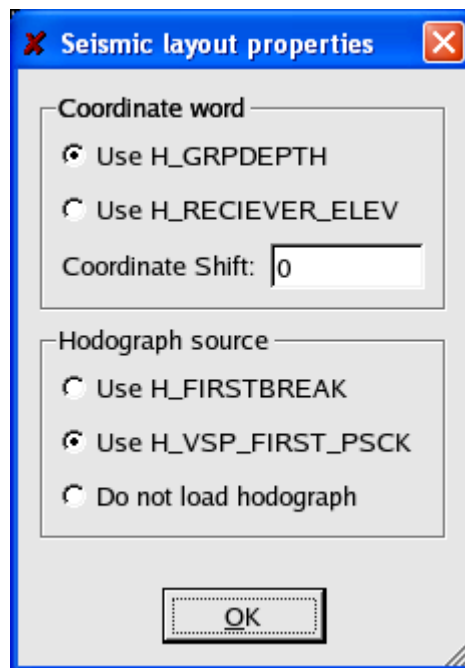 Seismic layout properties
Coordinate word
Use H_GRPDEPTH
Use H_RECIEVER_ELEV
Coordinate Shift: 0
Hodograph source
Use H_FIRSTBREAK
Use H_VSP_FIRST_PSCK
Do not load hodograph
OK